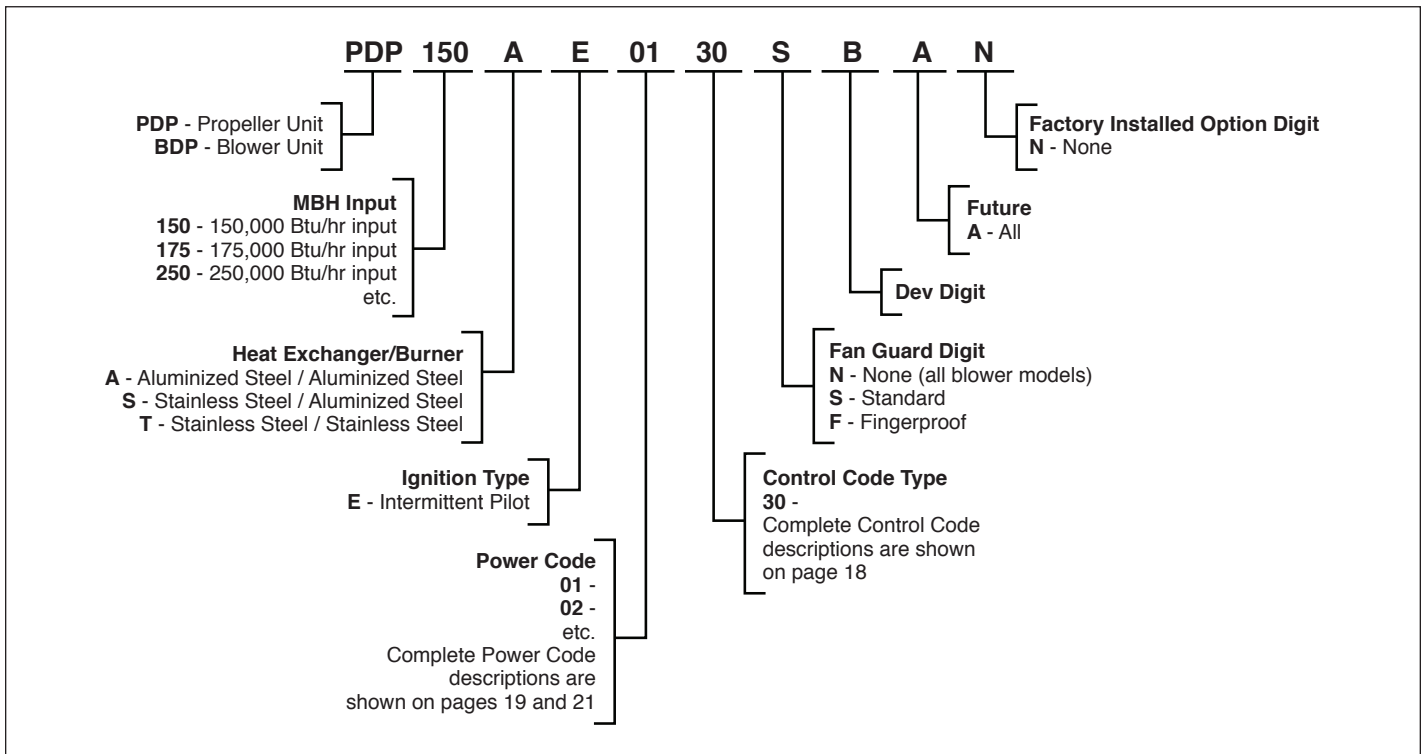 PDP 150 A E 01 30 S B A N
PDP - Propeller Unit
BDP - Blower Unit
MBH Input
150 - 150,000 Btu/hr input
175 - 175,000 Btu/hr input
250 - 250,000 Btu/hr input
etc.
Heat Exchanger/Burner
A - Aluminized Steel / Aluminized Steel
S - Stainless Steel / Aluminized Steel
T - Stainless Steel / Stainless Steel
Ignition Type
E - Intermittent Pilot
Power Code
01 -
02 -
etc.
Complete Power Code
descriptions are
shown on pages 19 and 21
Factory Installed Option Digit
N - None
Future
A - All
Dev Digit
Fan Guard Digit
N - None (all blower models)
S - Standard
F - Fingerproof
Control Code Type
30 -
Complete Control Code
descriptions are shown
on page 18